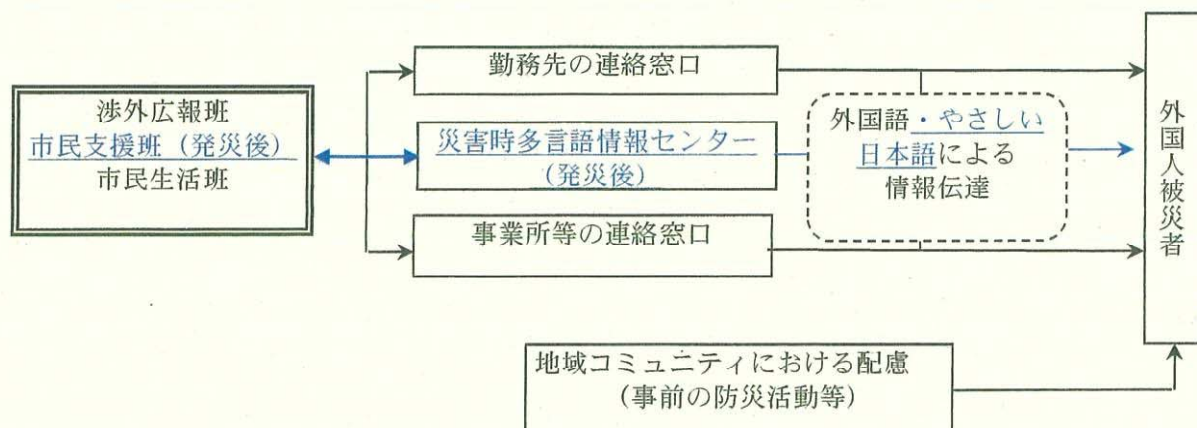 渉外広報班
市民支援班（発災後）
市民生活班
勤務先の連絡窓口
災害時多言語情報センター
（発災後）
事業所等の連絡窓口
外国語・やさしい
日本語による
情報伝達
外国人被災者
地域コミュニティにおける配慮
（事前の防災活動等）